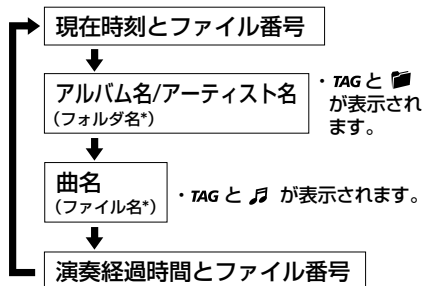 現在時刻とファイル番号
アルバム名/アーティスト名
(フォルダ名*)
・TAGと
が表示され
ます。
曲名
(ファイル名*)
・TAG と が表示されます。
演奏経過時間とファイル番号